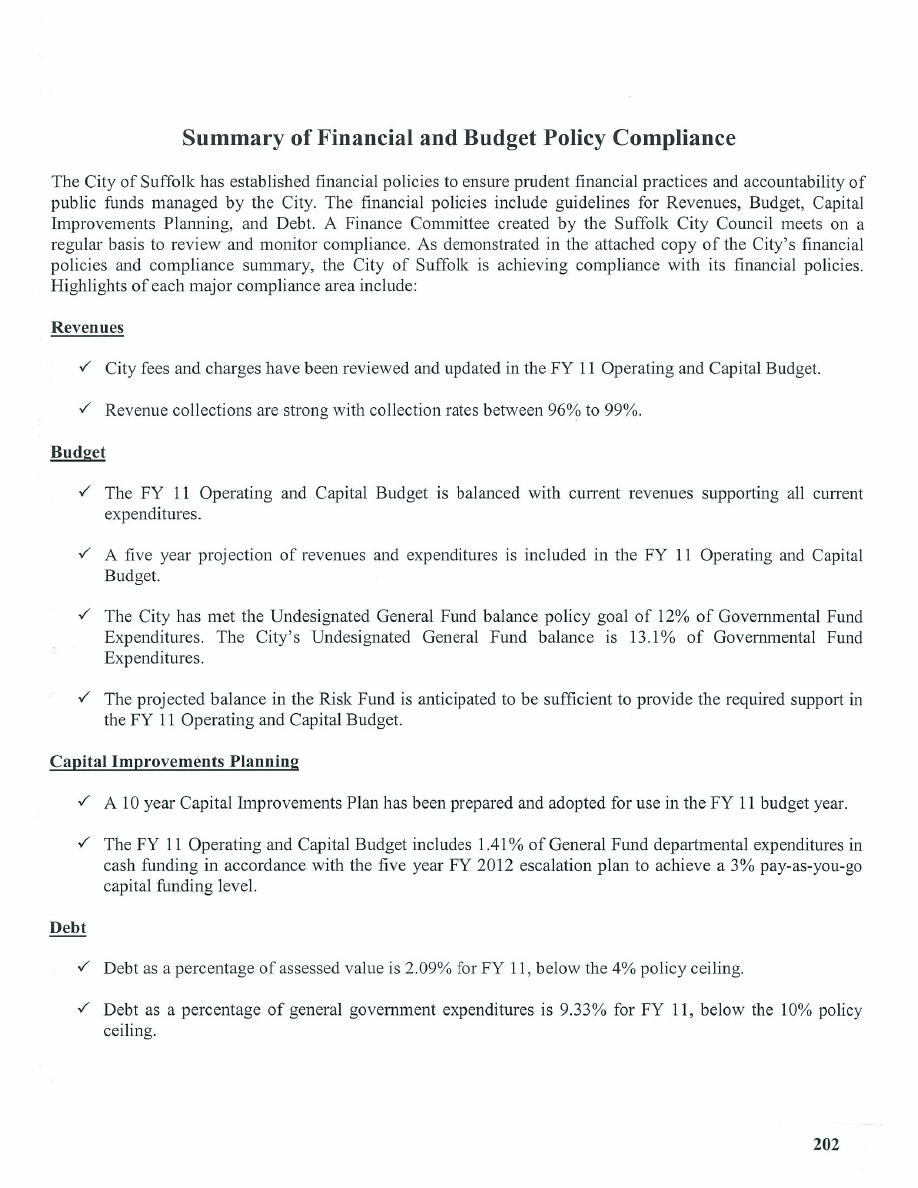 Summary of Financial and Budget Policy Compliance
The City of Suffolk has established financial policies to ensure prudent financial practices and accountability of
public funds managed by the City. The financial policies include guidelines for Revenues, Budget, Capital
Improvements Planning, and Debt. A Finance Committee created by the Suffolk City Council meets on a
regular basis to review and monitor compliance. As demonstrated in the attached copy of the City's financial
policies and compliance summary, the City of Suffolk is achieving compliance with its financial policies.
Highlights of each major compliance area include:
Revenues
✓ City fees and charges have been reviewed and updated in the FY 11 Operating and Capital Budget.
✓ Revenue collections are strong with collection rates between 96% to 99%.
Budget
✓ The FY 11 Operating and Capital Budget is balanced with current revenues supporting all current
expenditures.
✓ A five year projection of revenues and expenditures is included in the FY 11 Operating and Capital
Budget.
✓ The City has met the Undesignated General Fund balance policy goal of 12% of Governmental Fund
Expenditures. The City's Undesignated General Fund balance is 13.1% of Governmental Fund
Expenditures.
✓ The projected balance in the Risk Fund is anticipated to be sufficient to provide the required support in
the FY 11 Operating and Capital Budget.
Capital Improvements Planning
✓ A 10 year Capital Improvements Plan has been prepared and adopted for use in the FY 11 budget year.
✓ The FY 11 Operating and Capital Budget includes 1.41% of General Fund departmental expenditures in
cash funding in accordance with the five year FY 2012 escalation plan to achieve a 3% pay-as-you-go
capital funding level.
Debt
✓ Debt as a percentage of assessed value is 2.09% for FY 11, below the 4% policy ceiling.
✓ Debt as a percentage of general government expenditures is 9.33% for FY 11, below the 10% policy
ceiling.
202